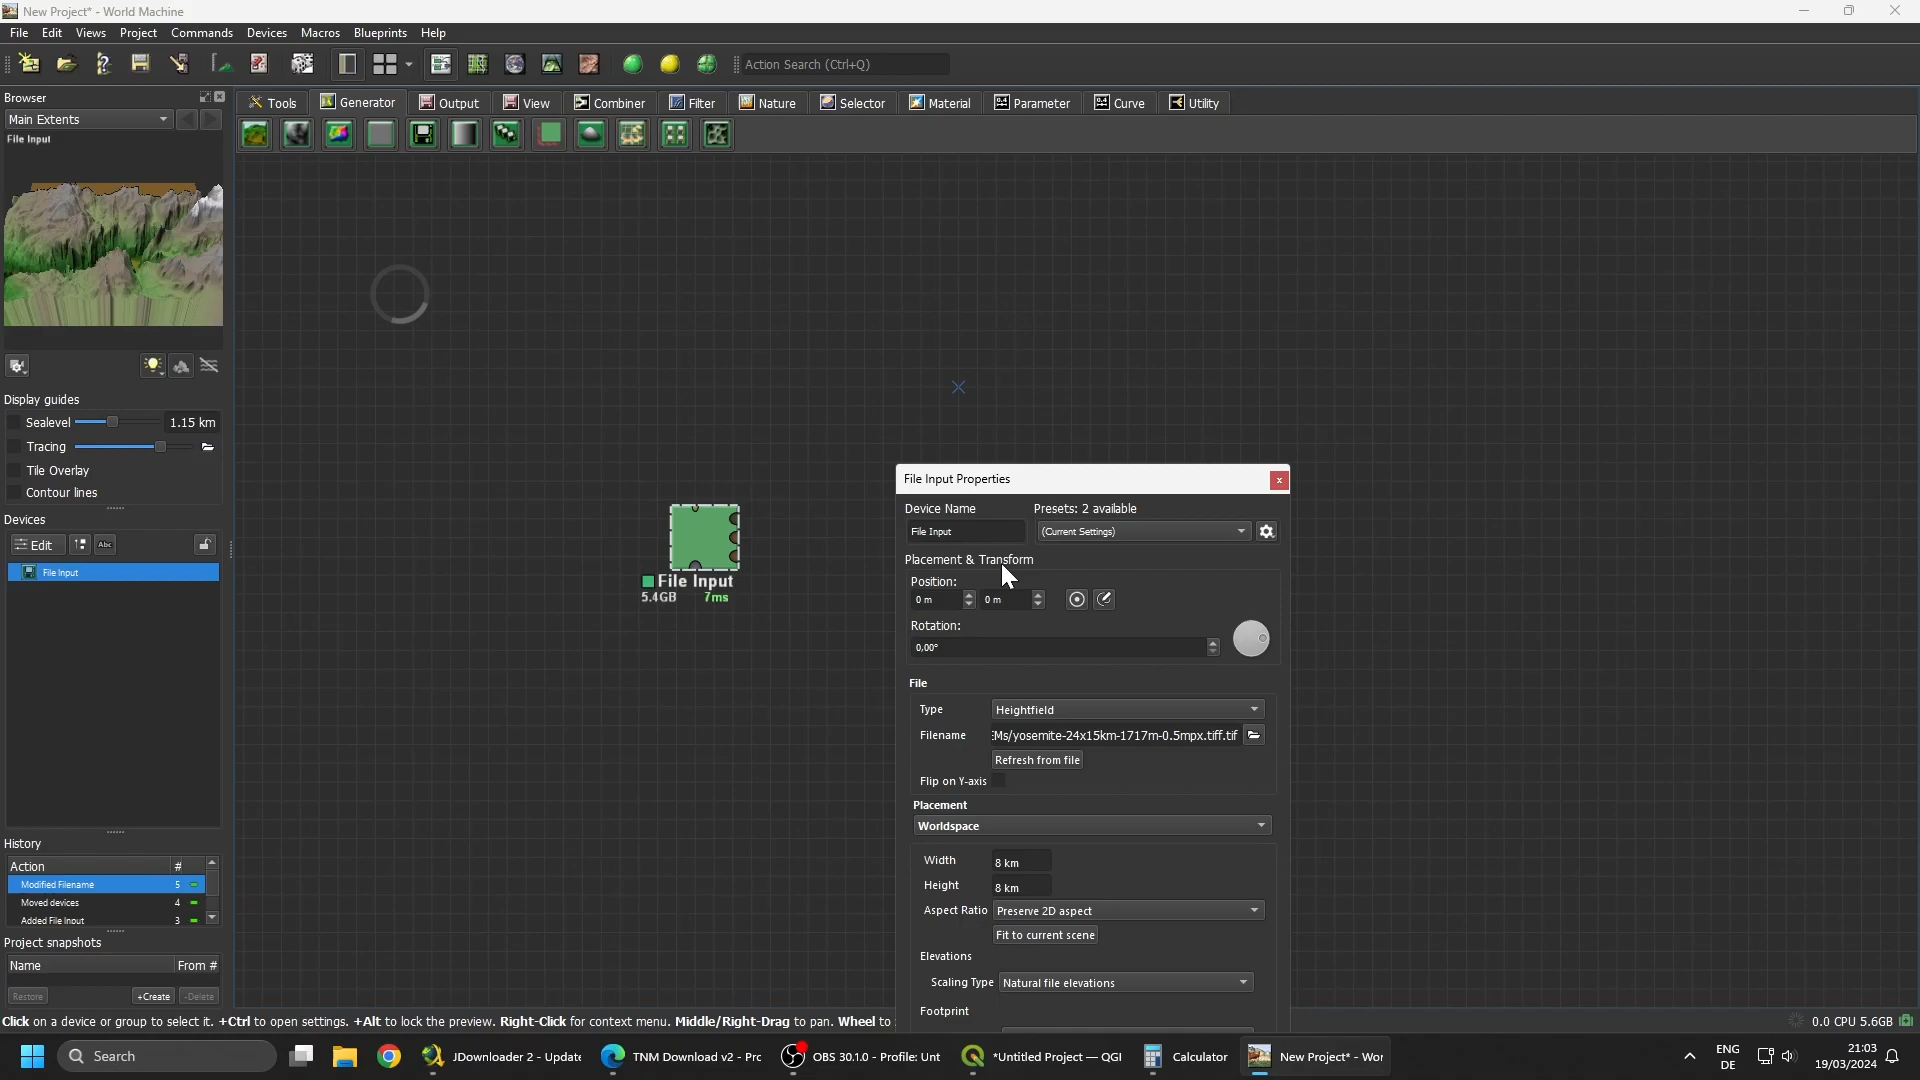 New Project* - World Machine
File Edit Views Project Commands Devices Macros Blueprints Help
Action Search (Ctrl+Q)
Browser
Main Extents
File Input
Tools Generator Output View Combiner Filter Nature Selector Material Parameter Curve Utility
Display guides
Sealevel 1.15 km
Tracing
Tile Overlay
Contour lines
Devices
Edit Abc
File Input
History
Action #
Modified Filename 5
Moved devices 4
Added File Input 3
Project snapshots
Name From #
Restore +Create -Delete
File Input
5.4GB 7ms
File Input Properties x
Device Name Presets: 2 available
File Input (Current Settings)
Placement & Transform
Position:
0 m 0 m
Rotation:
0,00°
File
Type Heightfield
Filename EMs/yosemite-24x15km-1717m-0.5mpx.tiff.tif
Refresh from file
Flip on Y-axis
Placement
Worldspace
Width 8 km
Height 8 km
Aspect Ratio Preserve 2D aspect
Fit to current scene
Elevations
Scaling Type Natural file elevations
Footprint
Click on a device or group to select it. +Ctrl to open settings. +Alt to lock the preview. Right-Click for context menu. Middle/Right-Drag to pan. Wheel to
0.0 CPU 5.6GB
Search
JDownloader 2 - Update
TNM Download v2 - Prc
OBS 30.1.0 - Profile: Unt
*Untitled Project — QGI
Calculator
New Project* - Wor
ENG
DE
21:03
19/03/2024